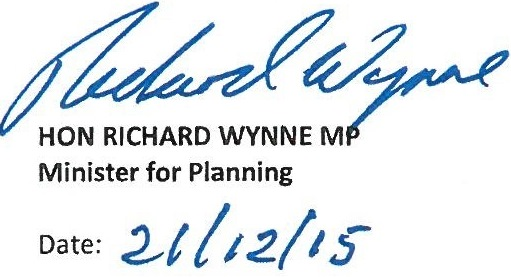 Richard Wynne
HON RICHARD WYNNE MP
Minister for Planning
Date: 21/12/15